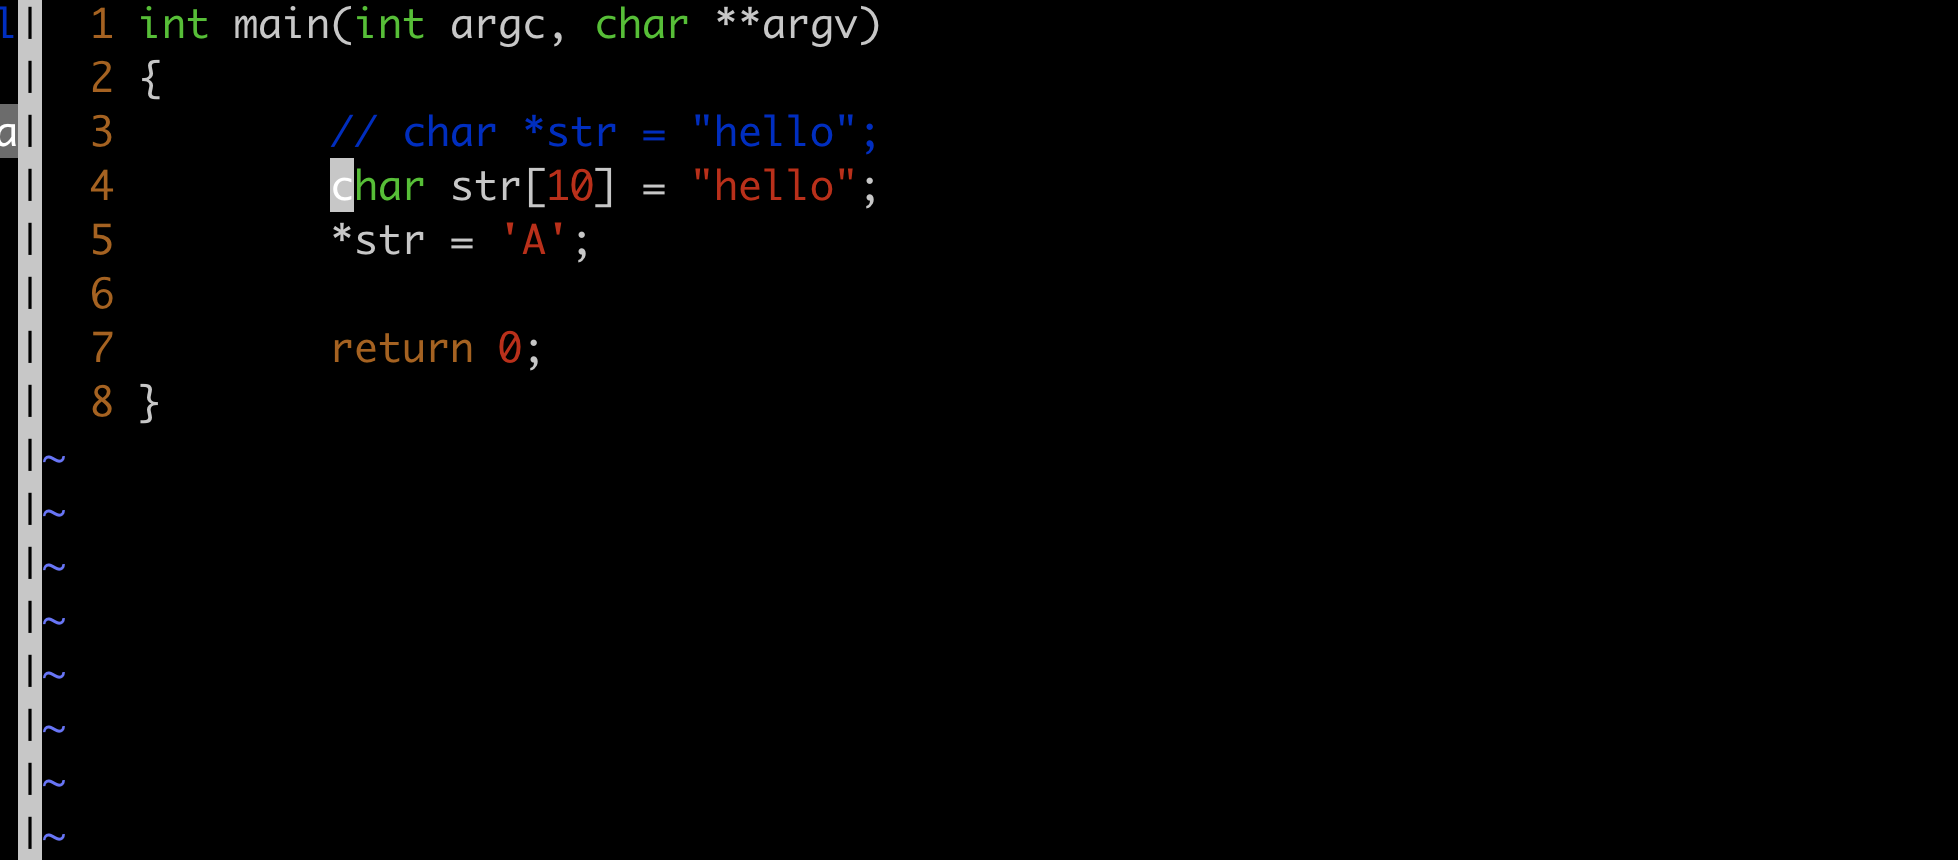 l| 1 int main(int argc, char **argv)
| 2 {
a| 3         // char *str = "hello";
| 4         char str[10] = "hello";
| 5         *str = 'A';
| 6
| 7         return 0;
| 8 }
|~
|~
|~
|~
|~
|~
|~
|~